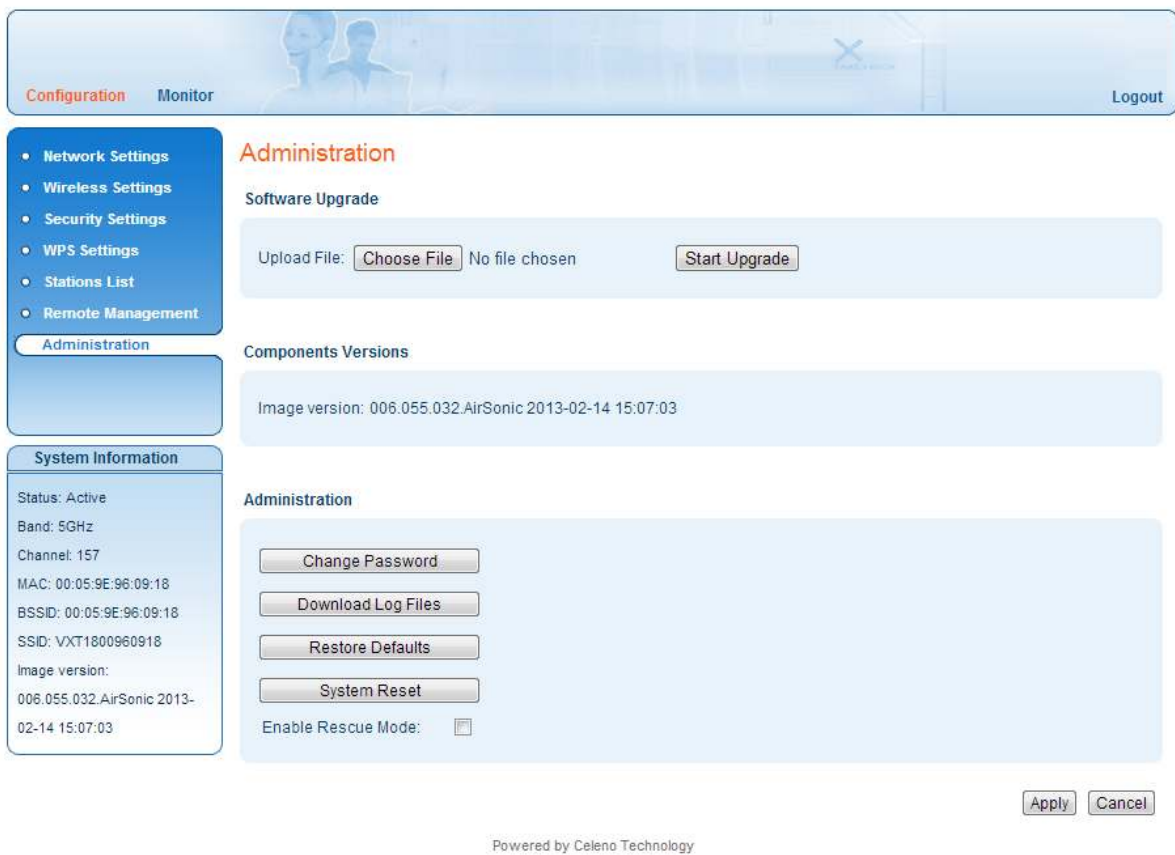 Configuration Monitor Logout
Network Settings
Wireless Settings
Security Settings
WPS Settings
Stations List
Remote Management
Administration
System Information
Status: Active
Band: 5GHz
Channel: 157
MAC: 00:05:9E:96:09:18
BSSID: 00:05:9E:96:09:18
SSID: VXT1800960918
Image version:
006.055.032.AirSonic 2013-
02-14 15:07:03
Administration
Software Upgrade
Upload File: Choose File No file chosen Start Upgrade
Components Versions
Image version: 006.055.032.AirSonic 2013-02-14 15:07:03
Administration
Change Password
Download Log Files
Restore Defaults
System Reset
Enable Rescue Mode:
Apply Cancel
Powered by Celeno Technology